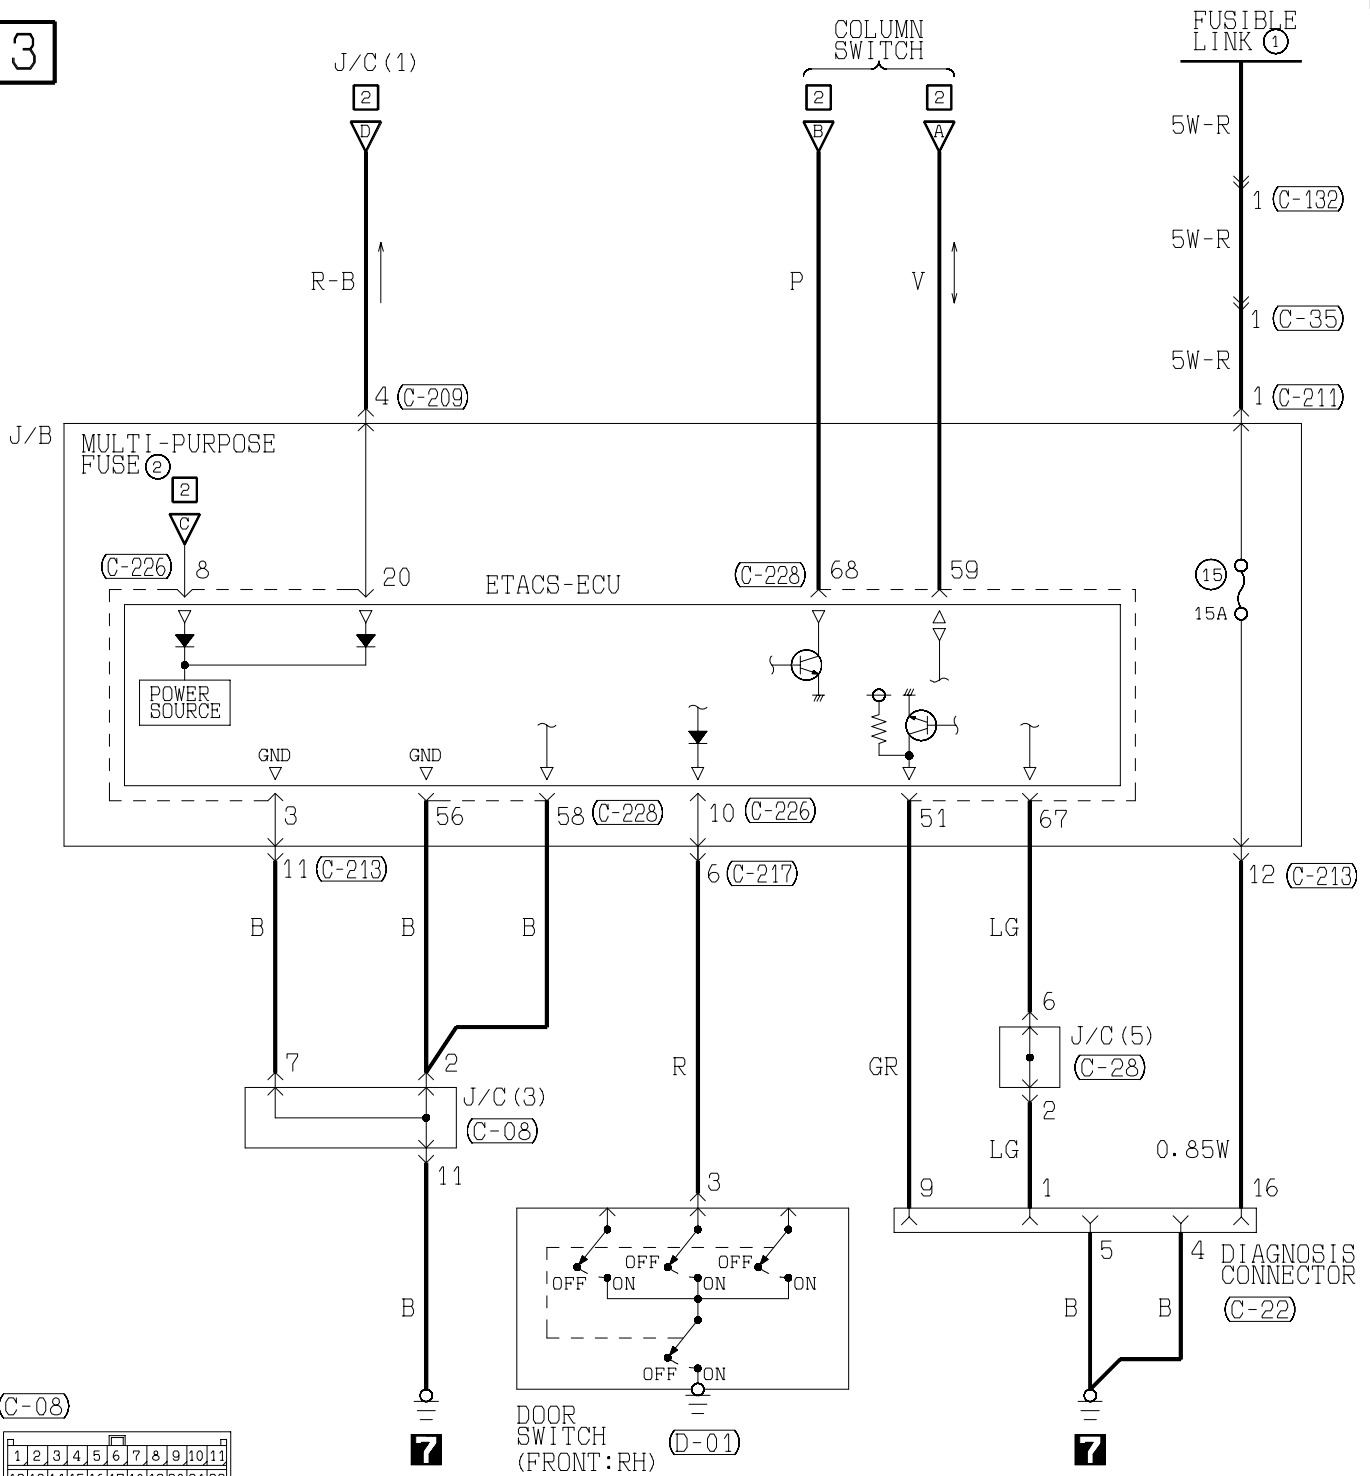 3
J/C(1)
COLUMN
SWITCH
FUSIBLE
LINK 1
2
2
2
D
B
A
5W-R
1 C-132
5W-R
R-B
P
V
1 C-35
5W-R
4 C-209
1 C-211
J/B
MULTI-PURPOSE
FUSE 2
2
C
C-226 8
20
ETACS-ECU
C-228 68
59
15
15A
POWER
SOURCE
GND
GND
3
56
58 C-228
10 C-226
51
67
11 C-213
6 C-217
12 C-213
B
B
B
LG
6
J/C(5)
C-28
7
2
R
GR
J/C(3)
C-08
2
LG
0.85W
11
3
9
1
16
OFF
ON
OFF
ON
OFF
ON
5
4
DIAGNOSIS
CONNECTOR
C-22
B
B
B
OFF
ON
C-08
DOOR
SWITCH
(FRONT:RH)
D-01
7
7
1 2 3 4 5 6 7 8 9 10 11